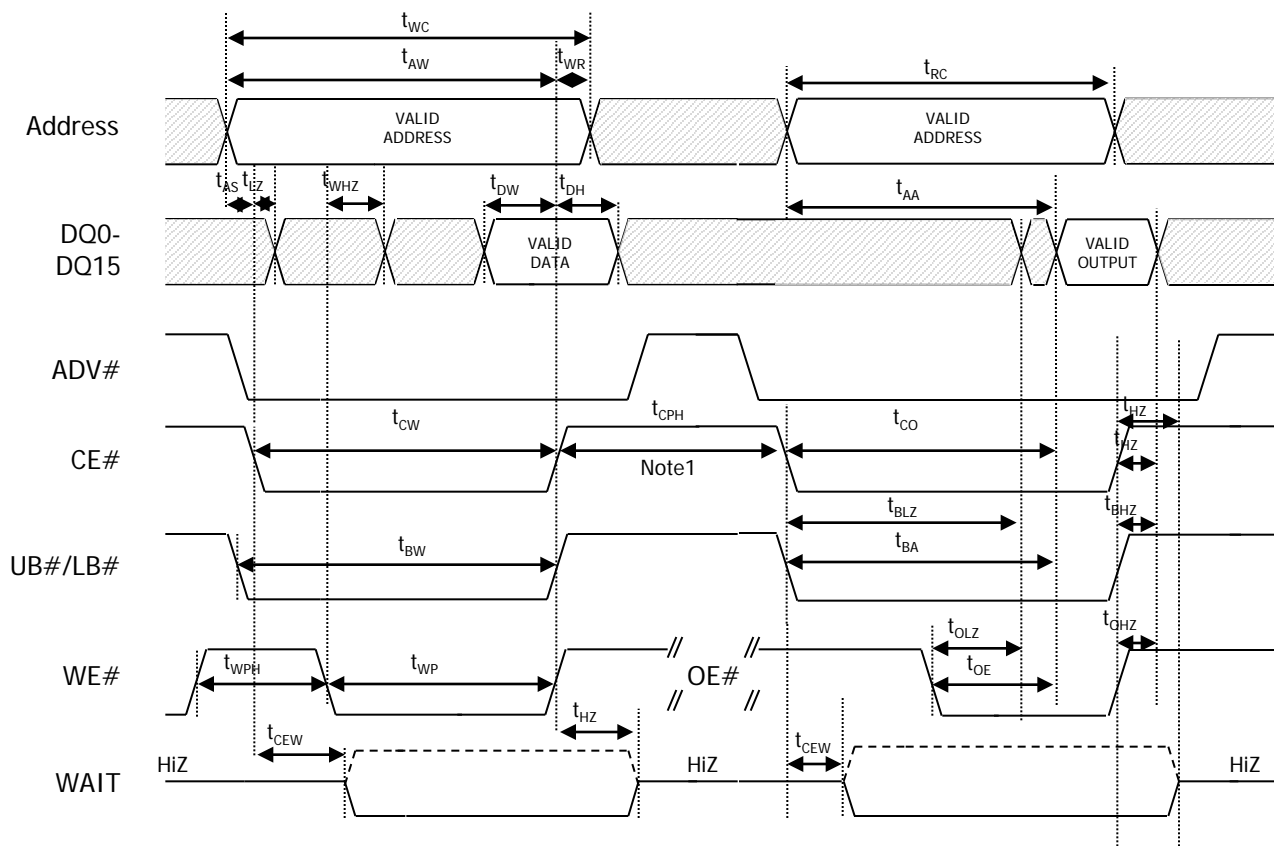 tWC
tAW
tWR
tRC
Address
VALID
ADDRESS
VALID
ADDRESS
tAS
tLZ
tWHZ
tDW
tDH
tAA
DQ0-
DQ15
VALID
DATA
VALID
OUTPUT
ADV#
tCW
tCPH
tCO
tHZ
CE#
Note1
tHZ
tBLZ
tBHZ
UB#/LB#
tBW
tBA
WE#
tWPH
tWP
//
OE#
//
tOLZ
tOHZ
tOE
//
//
tHZ
tCEW
tCEW
WAIT
HiZ
HiZ
HiZ